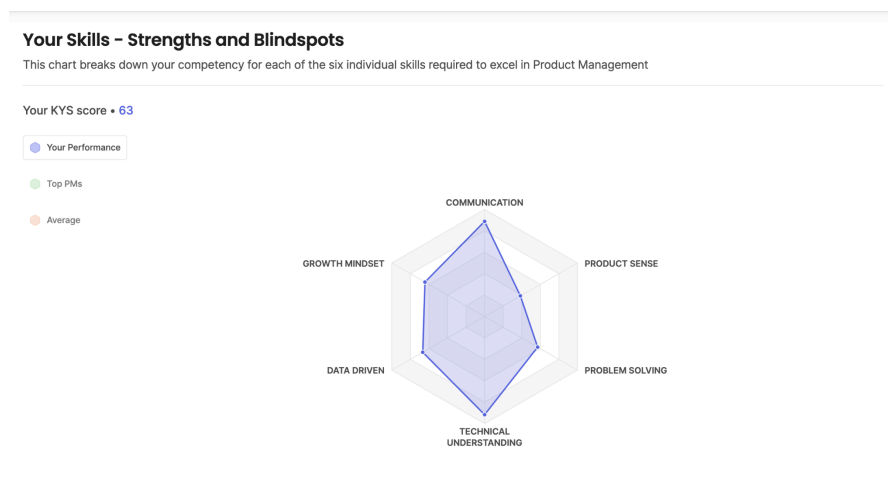 Your Skills - Strengths and Blindspots
This chart breaks down your competency for each of the six individual skills required to excel in Product Management
Your KYS score • 63
Your Performance
Top PMs
Average
COMMUNICATION
GROWTH MINDSET
PRODUCT SENSE
DATA DRIVEN
PROBLEM SOLVING
TECHNICAL
UNDERSTANDING